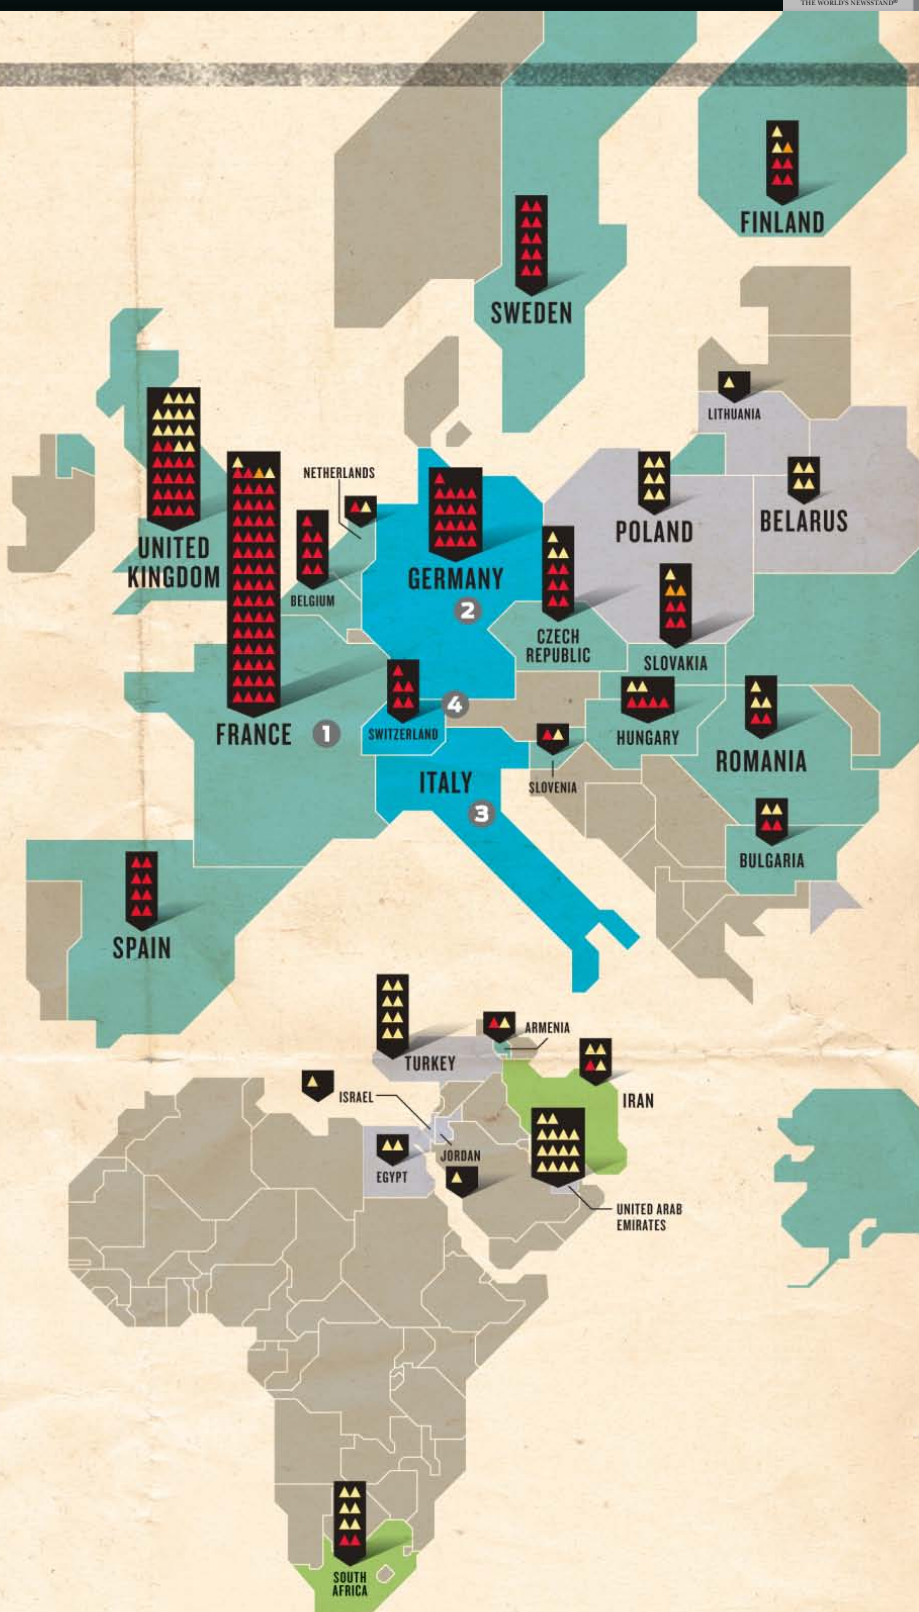 THE WORLD'S NEWSSTAND®
FINLAND
SWEDEN
LITHUANIA
NETHERLANDS
UNITED
KINGDOM
BELGIUM
GERMANY
2
POLAND
BELARUS
CZECH
REPUBLIC
SLOVAKIA
FRANCE
1
SWITZERLAND
4
HUNGARY
ROMANIA
ITALY
3
SLOVENIA
BULGARIA
SPAIN
ARMENIA
TURKEY
ISRAEL
IRAN
JORDAN
EGYPT
UNITED ARAB
EMIRATES
SOUTH
AFRICA